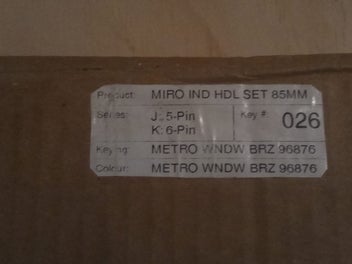 Product: MIRO IND HDL SET 85MM
Series: J: 5-Pin Key #: 026
K: 6-Pin
Keying: METRO WNDW BRZ 96876
Colour: METRO WNDW BRZ 96876